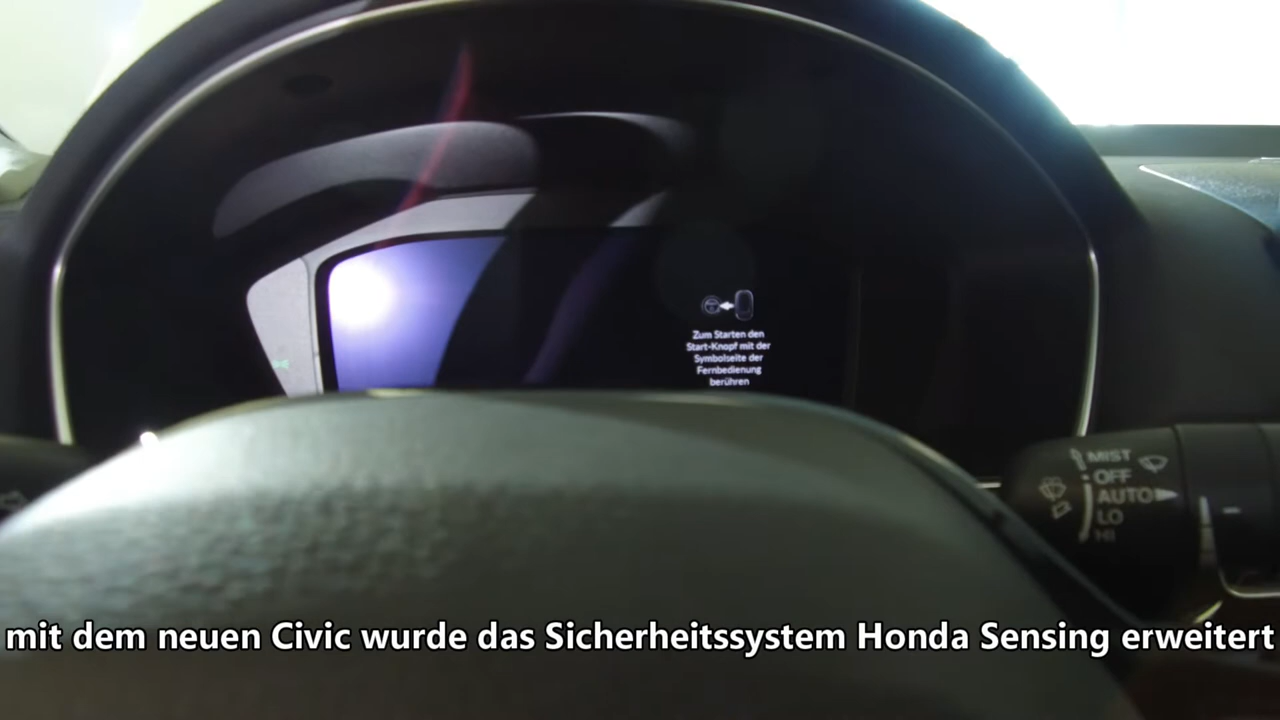 Zum Starten den
Start-Knopf mit der
Symbolseite der
Fernbedienung
berühren
MIST
OFF
AUTO
LO
HI
mit dem neuen Civic wurde das Sicherheitssystem Honda Sensing erweitert